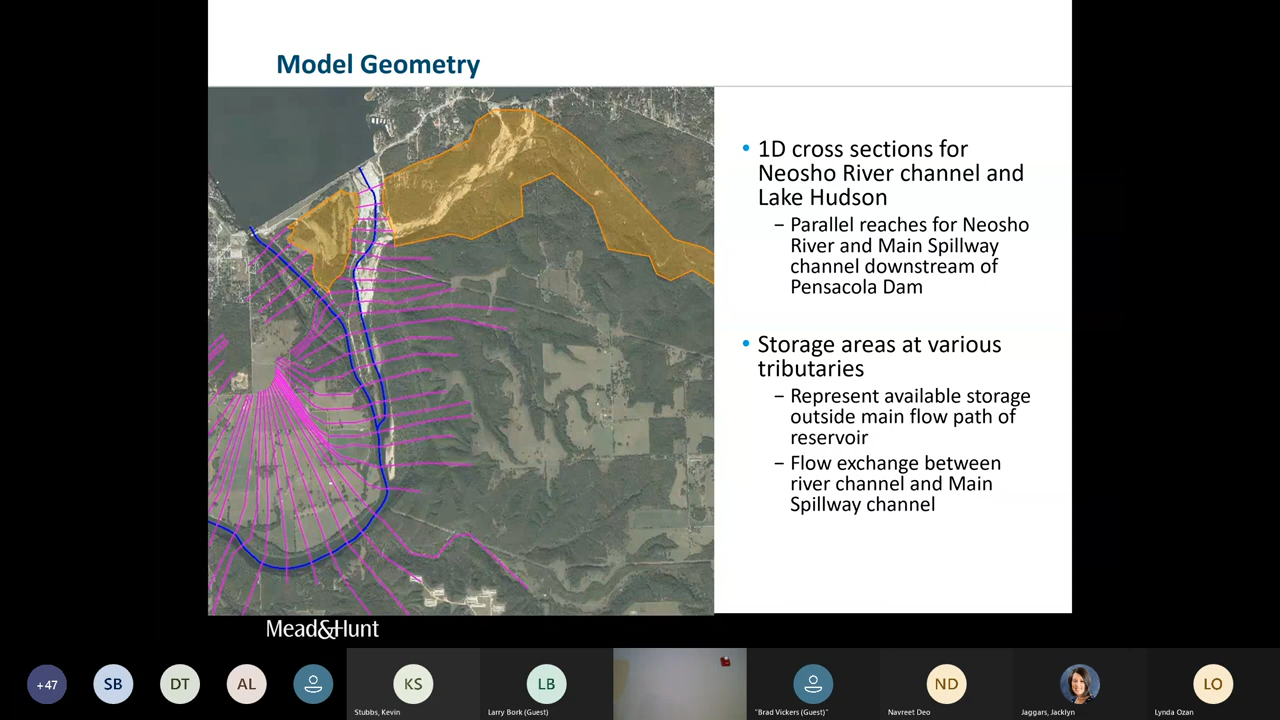 Model Geometry
• 1D cross sections for
Neosho River channel and
Lake Hudson
− Parallel reaches for Neosho
River and Main Spillway
channel downstream of
Pensacola Dam
• Storage areas at various
tributaries
− Represent available storage
outside main flow path of
reservoir
− Flow exchange between
river channel and Main
Spillway channel
Mead&Hunt
+47
SB
DT
AL
KS
Stubbs, Kevin
LB
Larry Bork (Guest)
"Brad Vickers (Guest)"
ND
Navreet Deo
Jaggars, Jacklyn
LO
Lynda Ozan